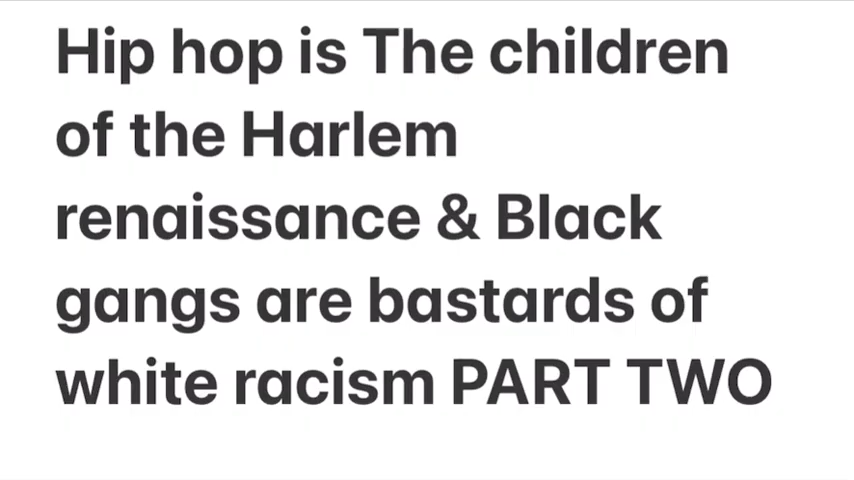 Hip hop is The children
of the Harlem
renaissance & Black
gangs are bastards of
white racism PART TWO